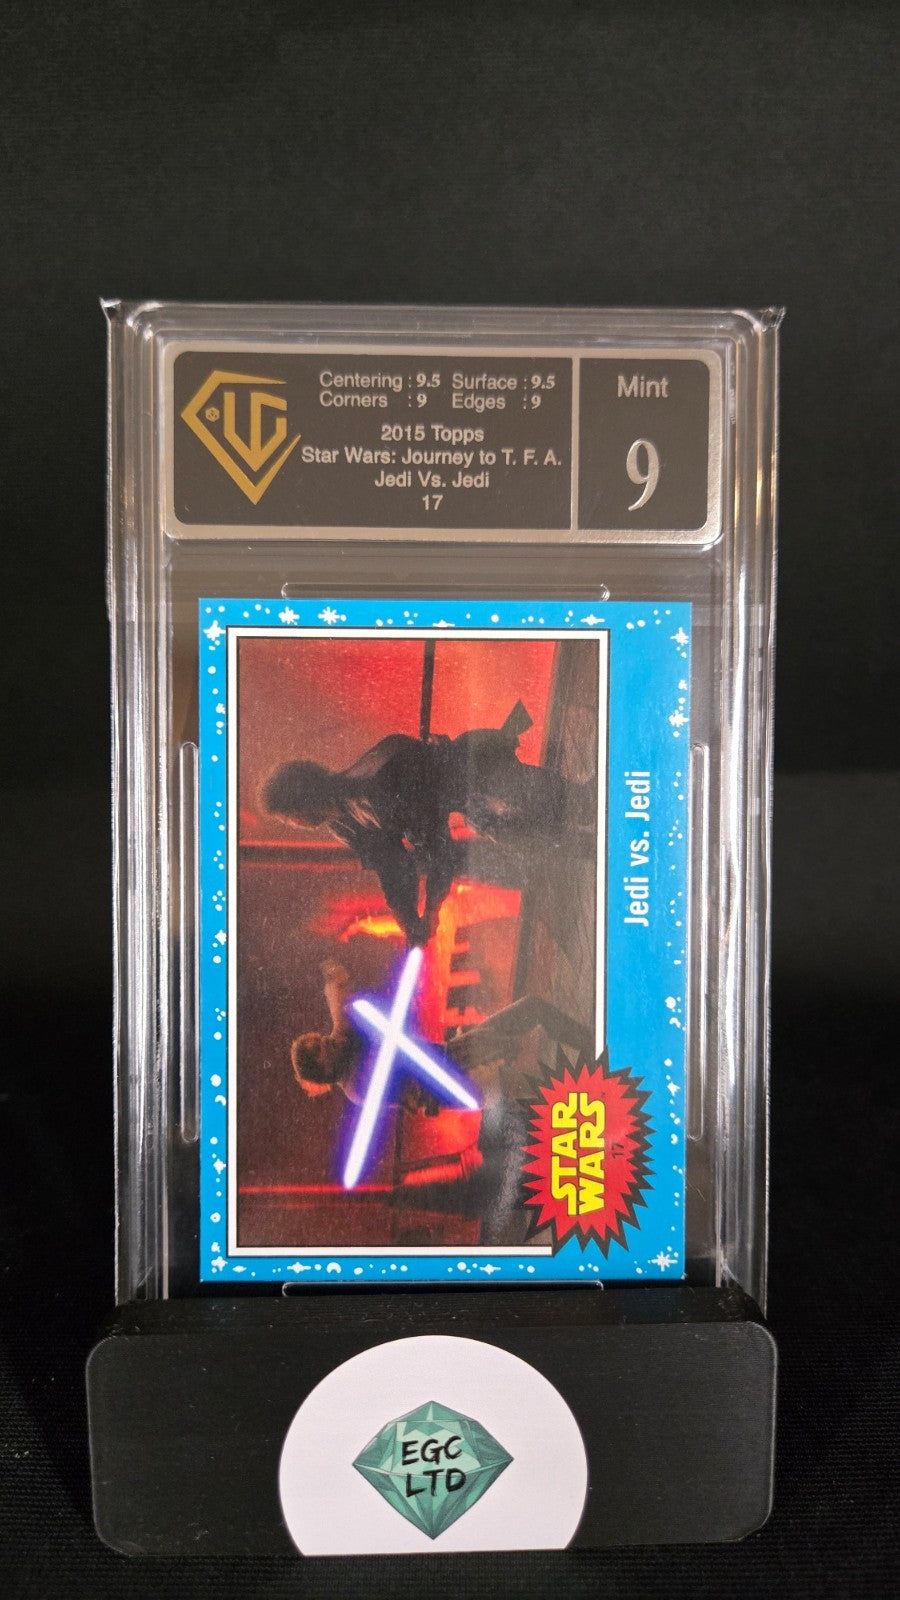 Centering : 9.5 Surface : 9.5
Corners : 9 Edges : 9
2015 Topps
Star Wars: Journey to T. F. A.
Jedi Vs. Jedi
17
Mint
9
Jedi vs. Jedi
STAR
WARS
17
EGC
LTD